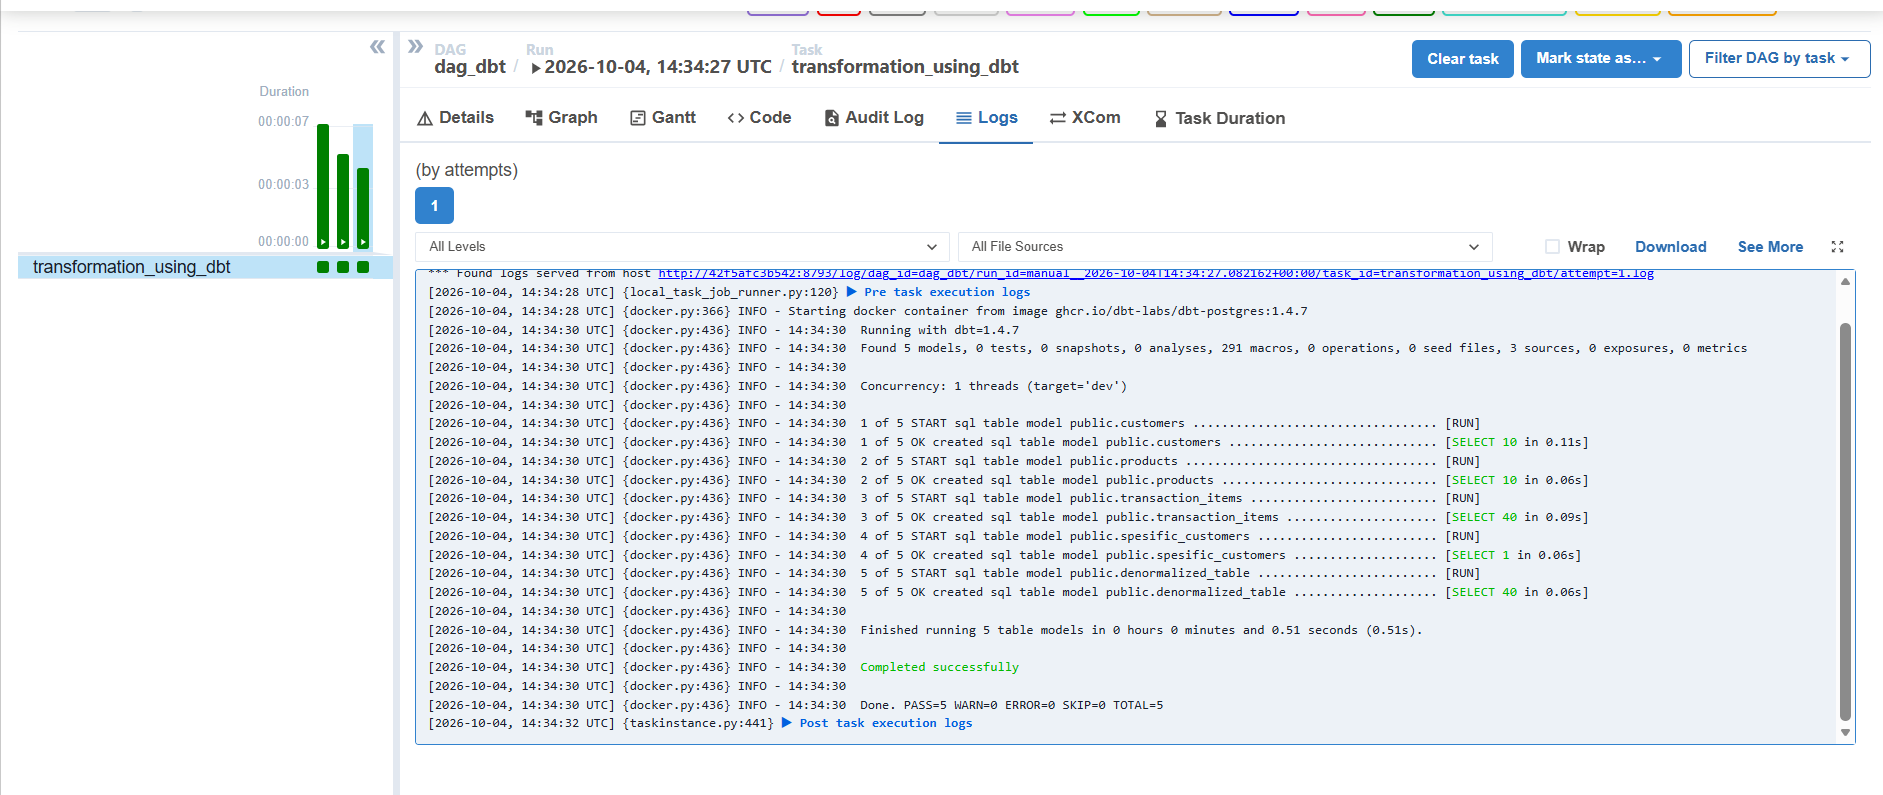 DAG
dag_dbt
/
Run
2026-10-04, 14:34:27 UTC
/
Task
transformation_using_dbt
Clear task
Mark state as…
Filter DAG by task
Duration
00:00:07
00:00:03
00:00:00
transformation_using_dbt
Details
Graph
Gantt
Code
Audit Log
Logs
XCom
Task Duration
(by attempts)
1
All Levels
All File Sources
Wrap
Download
See More
*** Found logs served from host http://42f5afc3b542:8793/log/dag_id=dag_dbt/run_id=manual__2026-10-04T14:34:27.082162+00:00/task_id=transformation_using_dbt/attempt=1.log
[2026-10-04, 14:34:28 UTC] {local_task_job_runner.py:120} ▶ Pre task execution logs
[2026-10-04, 14:34:28 UTC] {docker.py:366} INFO - Starting docker container from image ghcr.io/dbt-labs/dbt-postgres:1.4.7
[2026-10-04, 14:34:30 UTC] {docker.py:436} INFO - 14:34:30  Running with dbt=1.4.7
[2026-10-04, 14:34:30 UTC] {docker.py:436} INFO - 14:34:30  Found 5 models, 0 tests, 0 snapshots, 0 analyses, 291 macros, 0 operations, 0 seed files, 3 sources, 0 exposures, 0 metrics
[2026-10-04, 14:34:30 UTC] {docker.py:436} INFO - 14:34:30
[2026-10-04, 14:34:30 UTC] {docker.py:436} INFO - 14:34:30  Concurrency: 1 threads (target='dev')
[2026-10-04, 14:34:30 UTC] {docker.py:436} INFO - 14:34:30
[2026-10-04, 14:34:30 UTC] {docker.py:436} INFO - 14:34:30  1 of 5 START sql table model public.customers .................................. [RUN]
[2026-10-04, 14:34:30 UTC] {docker.py:436} INFO - 14:34:30  1 of 5 OK created sql table model public.customers ............................. [SELECT 10 in 0.11s]
[2026-10-04, 14:34:30 UTC] {docker.py:436} INFO - 14:34:30  2 of 5 START sql table model public.products ................................... [RUN]
[2026-10-04, 14:34:30 UTC] {docker.py:436} INFO - 14:34:30  2 of 5 OK created sql table model public.products .............................. [SELECT 10 in 0.06s]
[2026-10-04, 14:34:30 UTC] {docker.py:436} INFO - 14:34:30  3 of 5 START sql table model public.transaction_items .......................... [RUN]
[2026-10-04, 14:34:30 UTC] {docker.py:436} INFO - 14:34:30  3 of 5 OK created sql table model public.transaction_items ..................... [SELECT 40 in 0.09s]
[2026-10-04, 14:34:30 UTC] {docker.py:436} INFO - 14:34:30  4 of 5 START sql table model public.spesific_customers ......................... [RUN]
[2026-10-04, 14:34:30 UTC] {docker.py:436} INFO - 14:34:30  4 of 5 OK created sql table model public.spesific_customers .................... [SELECT 1 in 0.06s]
[2026-10-04, 14:34:30 UTC] {docker.py:436} INFO - 14:34:30  5 of 5 START sql table model public.denormalized_table ......................... [RUN]
[2026-10-04, 14:34:30 UTC] {docker.py:436} INFO - 14:34:30  5 of 5 OK created sql table model public.denormalized_table .................... [SELECT 40 in 0.06s]
[2026-10-04, 14:34:30 UTC] {docker.py:436} INFO - 14:34:30
[2026-10-04, 14:34:30 UTC] {docker.py:436} INFO - 14:34:30  Finished running 5 table models in 0 hours 0 minutes and 0.51 seconds (0.51s).
[2026-10-04, 14:34:30 UTC] {docker.py:436} INFO - 14:34:30
[2026-10-04, 14:34:30 UTC] {docker.py:436} INFO - 14:34:30  Completed successfully
[2026-10-04, 14:34:30 UTC] {docker.py:436} INFO - 14:34:30
[2026-10-04, 14:34:30 UTC] {docker.py:436} INFO - 14:34:30  Done. PASS=5 WARN=0 ERROR=0 SKIP=0 TOTAL=5
[2026-10-04, 14:34:32 UTC] {taskinstance.py:441} ▶ Post task execution logs